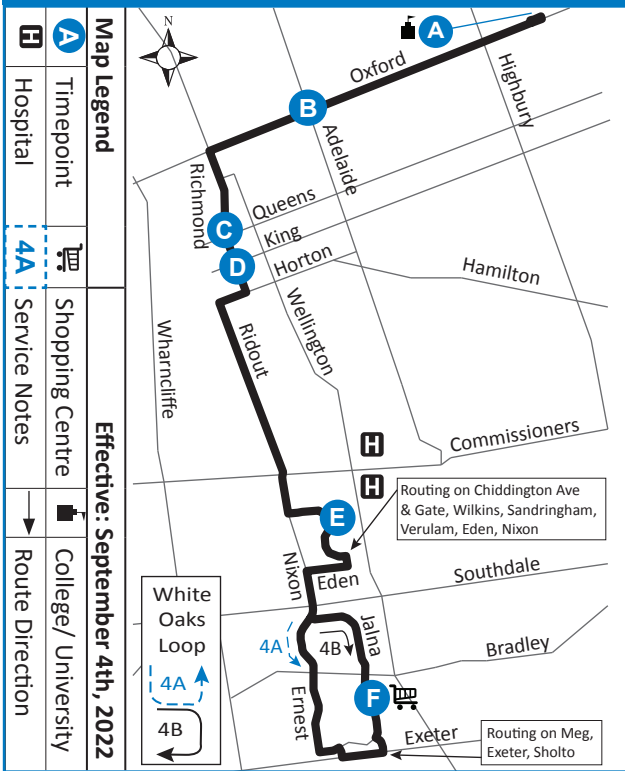 Map Legend
Effective: September 4th, 2022
A
Timepoint
Shopping Centre
College/ University
H
Hospital
4A
Service Notes
Route Direction
N
A
Oxford
Highbury
B
Adelaide
Richmond
Queens
C
King
D
Horton
Hamilton
Wellington
Ridout
Wharncliffe
Commissioners
H
H
Routing on Chiddington Ave
& Gate, Wilkins, Sandringham,
Verulam, Eden, Nixon
E
Nixon
Eden
Southdale
Jalna
Bradley
4A
4B
F
Ernest
Exeter
Routing on Meg,
Exeter, Sholto
White
Oaks
Loop
4A
4B